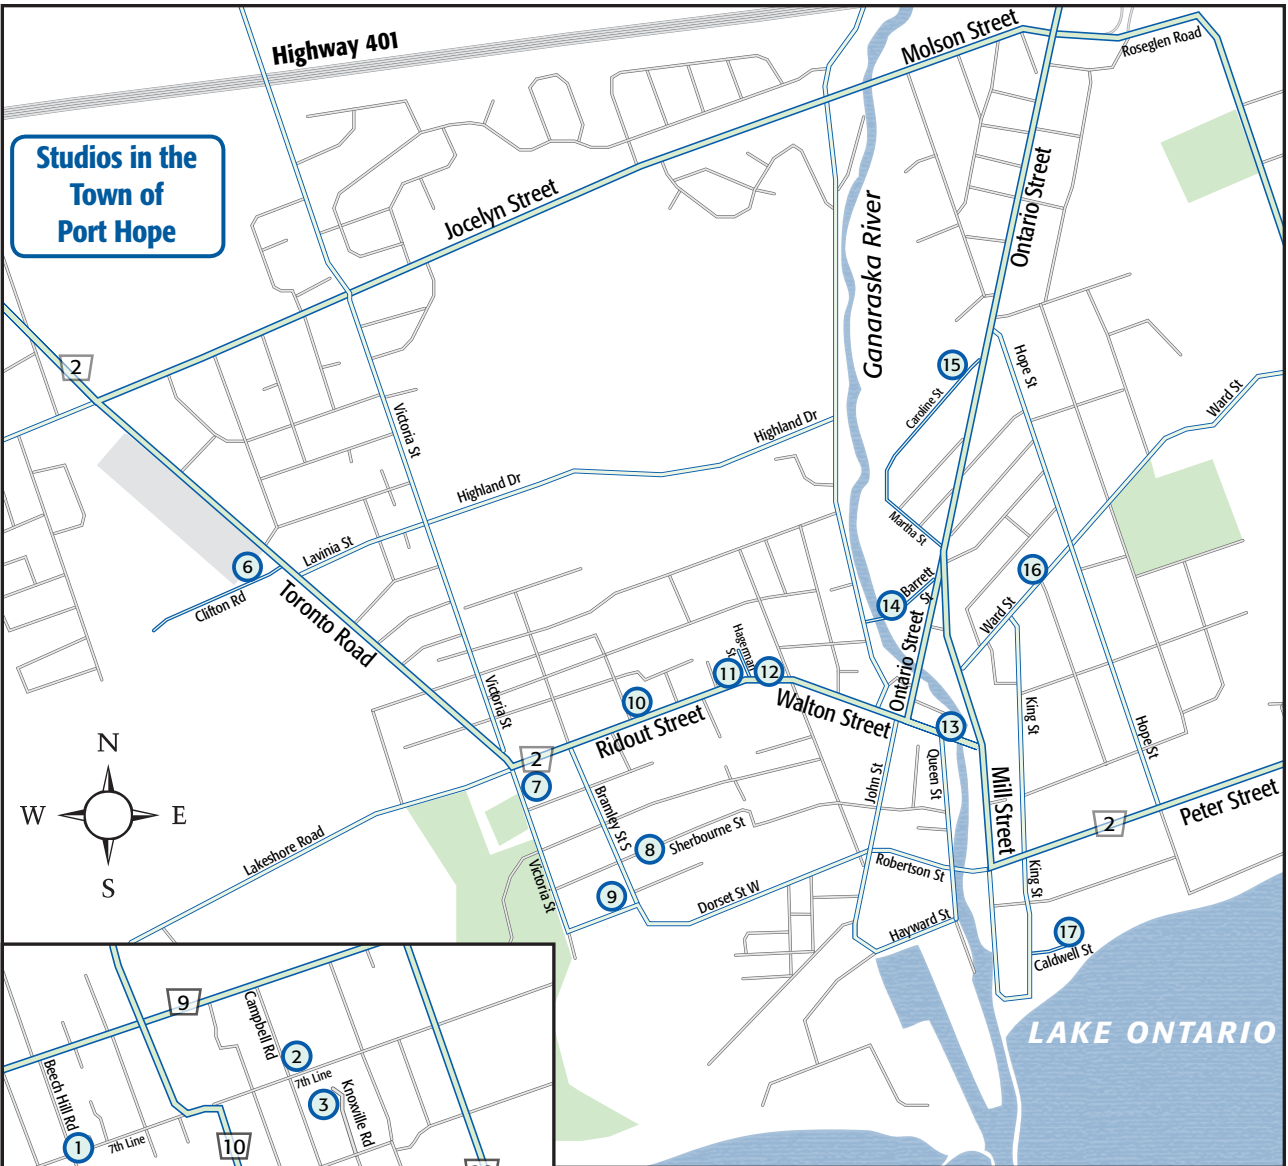 Highway 401
Molson Street
Roseglen Road
Studios in the
Town of
Port Hope
Jocelyn Street
Ganaraska River
Ontario Street
2
15
Hope St
Caroline St
Ward St
Victoria St
Highland Dr
Highland Dr
Martha St
Lavinia St
6
Clifton Rd
Toronto Road
16
Barrett
St
14
Ward St
Hagerman
St
Ontario Street
11
12
Victoria St
10
Ridout Street
Walton Street
13
King St
Hope St
N
W
E
S
2
7
John St
Queen St
Mill Street
Peter Street
2
Bramley St S
8
Sherbourne St
Lakeshore Road
Victoria St
9
Dorset St W
Robertson St
King St
Hayward St
17
Caldwell St
LAKE ONTARIO
9
Campbell Rd
2
7th Line
3
Knoxville Rd
Beech Hill Rd
1
7th Line
10